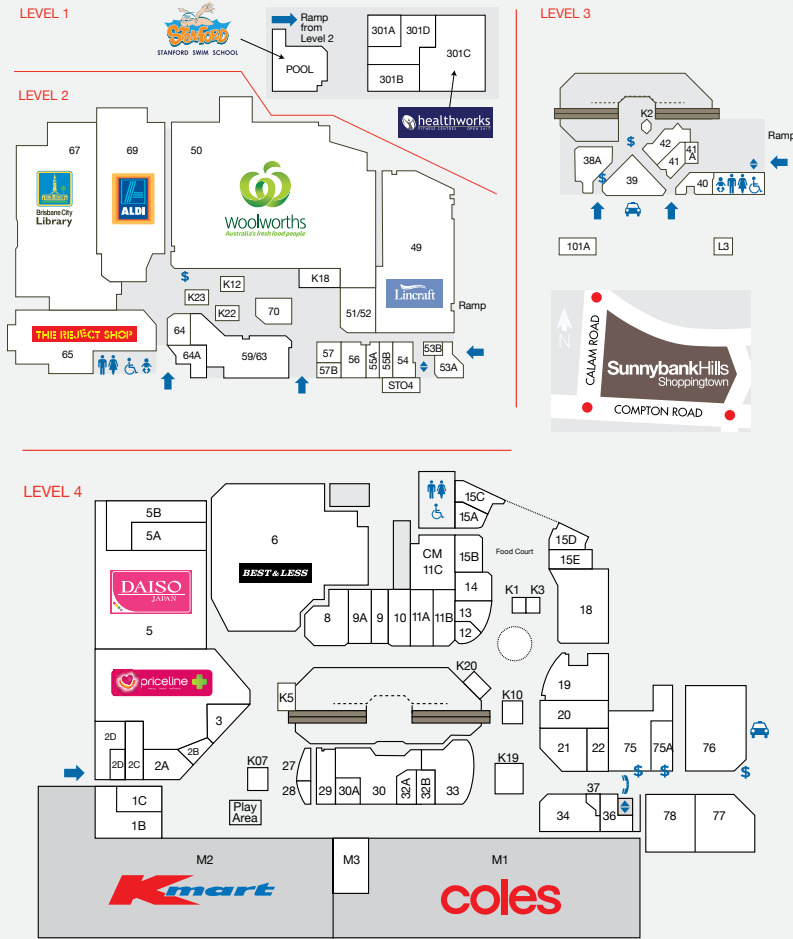 LEVEL 1
STANFORD
STANFORD SWIM SCHOOL
Ramp
from
Level 2
POOL
301A
301D
301C
301B
healthworks
FITNESS CENTRES OPEN 24/7
LEVEL 3
K2
42
41
41
A
38A
$
$
39
40
Ramp
101A
L3
N
CALAM ROAD
SunnybankHills
Shoppingtown
COMPTON ROAD
LEVEL 2
67
69
50
Brisbane City
Library
ALDI
Woolworths
Australia's fresh food people
49
Lincraft
$
K12
K18
K23
K22
70
51/52
Ramp
THE REJECT SHOP
65
64
64A
59/63
57
57B
56
55A
55B
54
53B
53A
STO4
LEVEL 4
5B
5A
DAISO
JAPAN
5
6
BEST & LESS
15C
15A
CM
11C
15B
Food Court
15D
15E
14
K1
K3
18
8
9A
9
10
11A
11B
13
12
priceline
3
2D
2D
2C
2B
2A
K5
K20
K10
19
20
21
22
75
75A
76
$
$
$
K07
27
28
29
30A
30
32A
32B
33
K19
Play
Area
37
34
36
78
77
1C
1B
M2
M3
M1
Kmart
coles